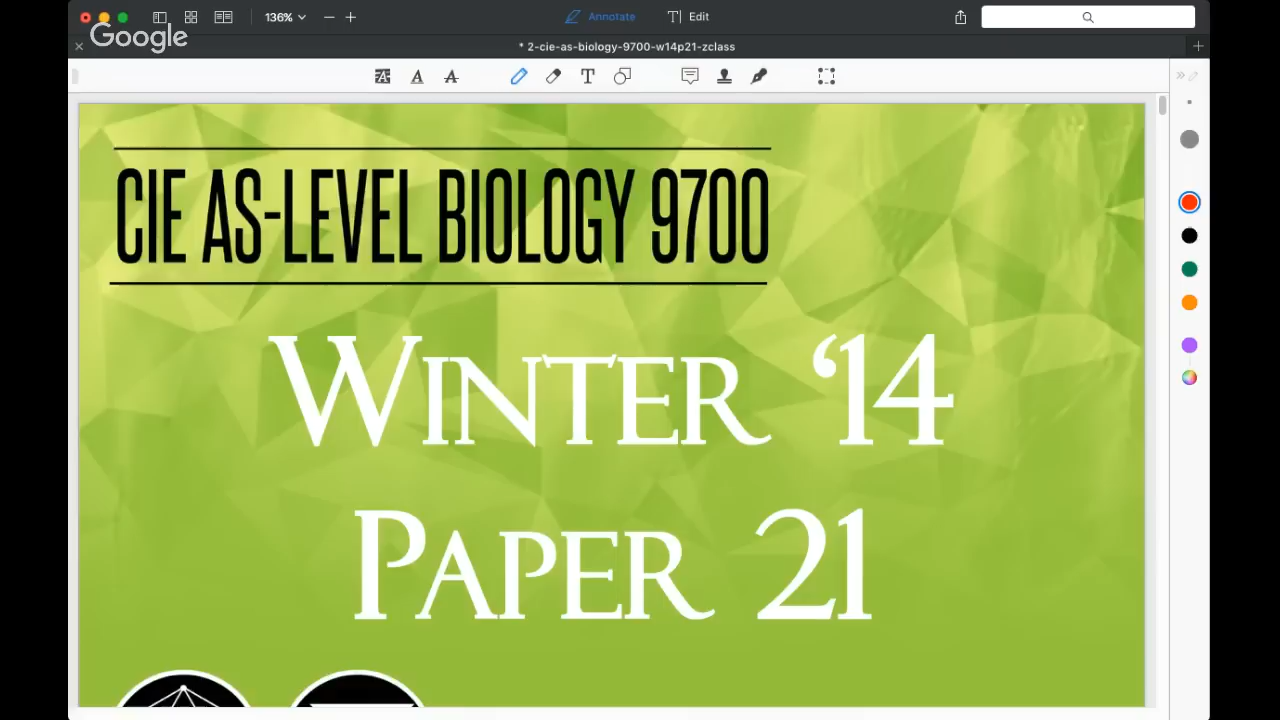 136%
Annotate
T Edit
Google
* 2-cie-as-biology-9700-w14p21-zclass
CIE AS-LEVEL BIOLOGY 9700
WINTER ‘14
PAPER 21